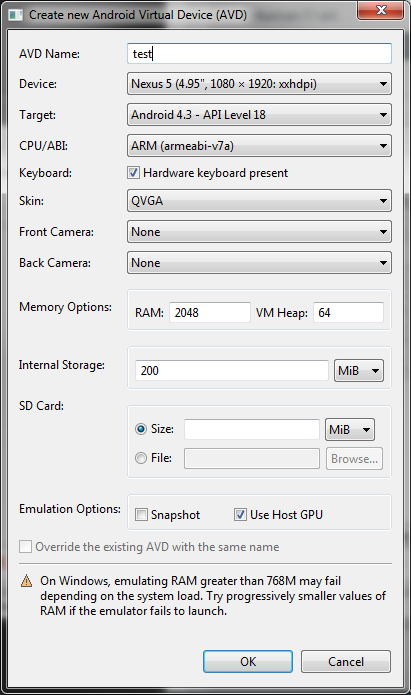 Create new Android Virtual Device (AVD)
AVD Name: test
Device: Nexus 5 (4.95", 1080 × 1920: xxhdpi)
Target: Android 4.3 - API Level 18
CPU/ABI: ARM (armeabi-v7a)
Keyboard: Hardware keyboard present
Skin: QVGA
Front Camera: None
Back Camera: None
Memory Options: RAM: 2048 VM Heap: 64
Internal Storage: 200 MiB
SD Card:
Size: MiB
File: Browse...
Emulation Options: Snapshot Use Host GPU
Override the existing AVD with the same name
On Windows, emulating RAM greater than 768M may fail
depending on the system load. Try progressively smaller values
of RAM if the emulator fails to launch.
OK Cancel